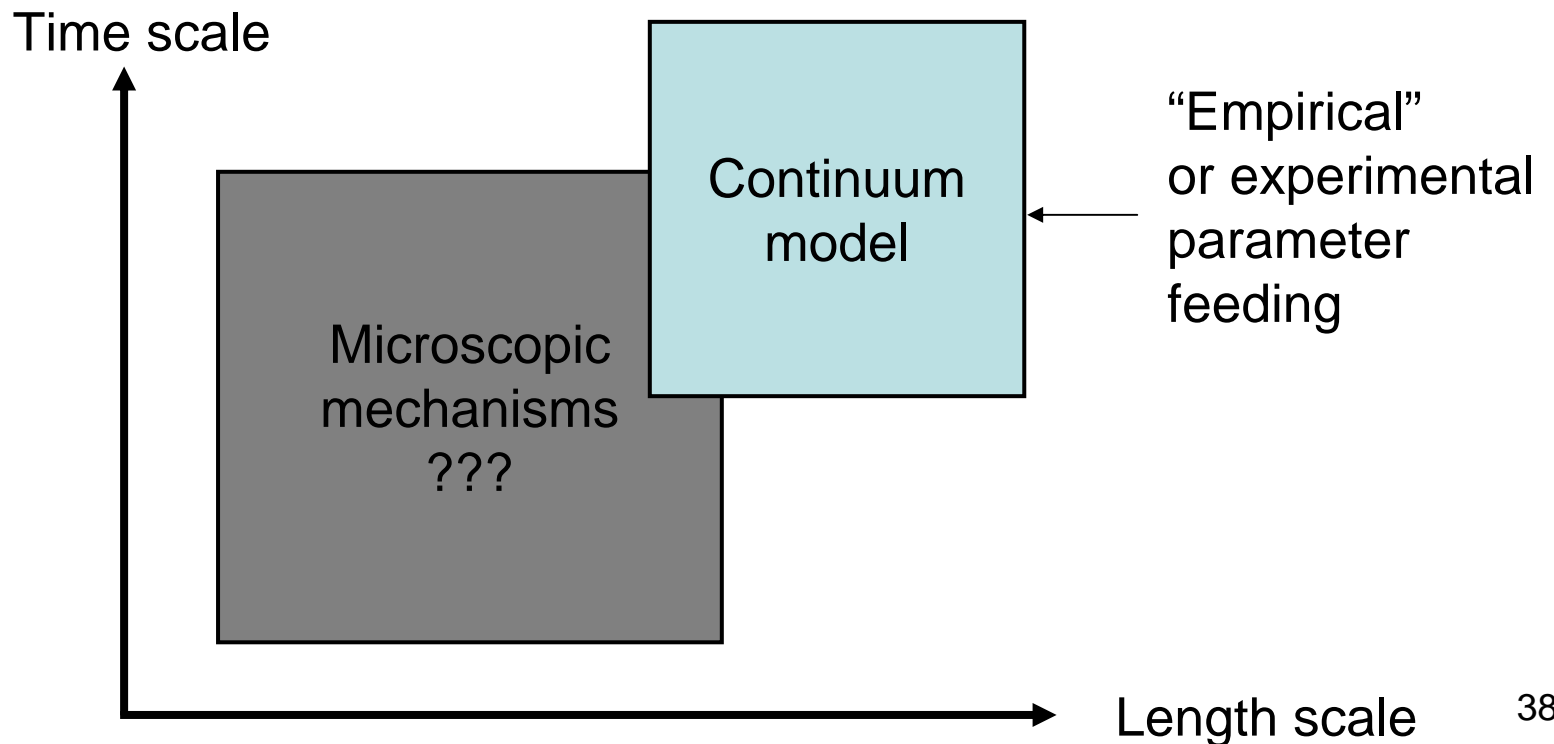 Time scale
Continuum
model
“Empirical”
or experimental
parameter
feeding
Microscopic
mechanisms
???
Length scale
38